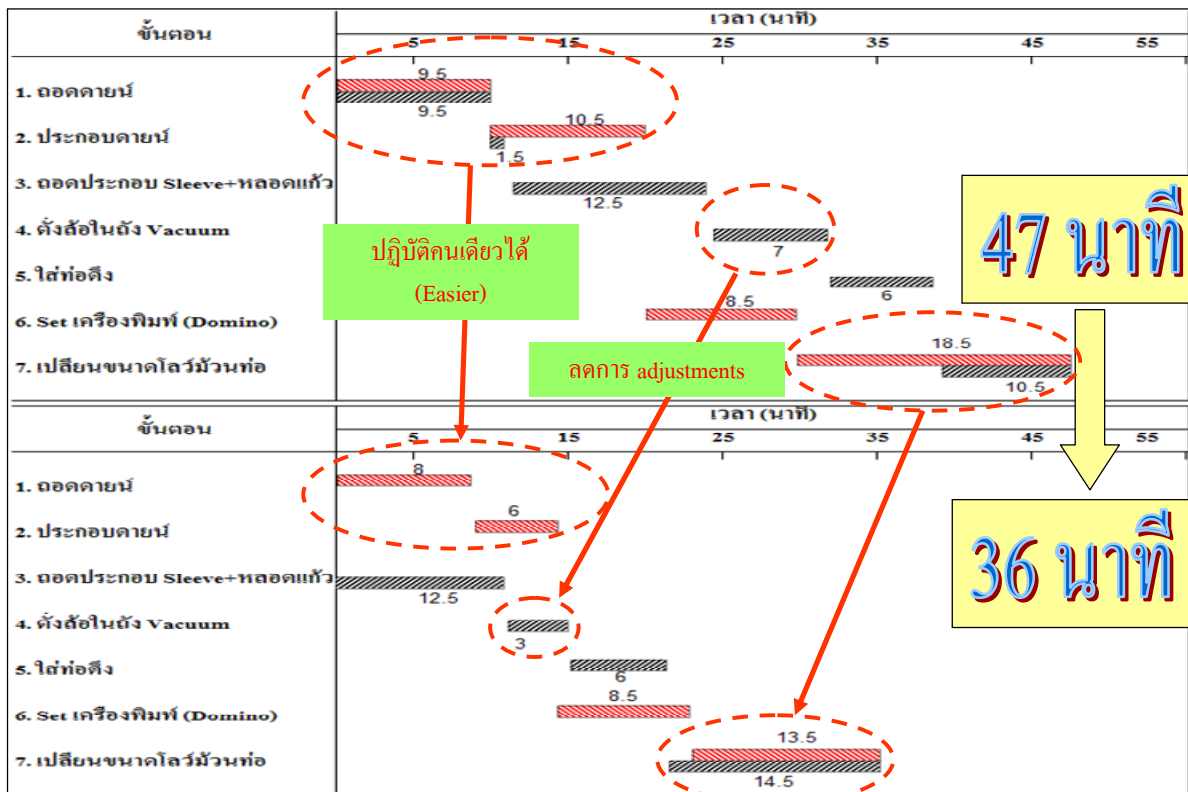 ขั้นตอน
เวลา (นาที)
5 15 25 35 45 55
1. ถอดดายน์
9.5
9.5
2. ประกอบดายน์
10.5
1.5
3. ถอดประกอบ Sleeve+หลอดแก้ว
12.5
4. ตั้งล้อในถัง Vacuum
7
5. ใส่ท่อดึง
6
6. Set เครื่องพิมพ์ (Domino)
8.5
7. เปลี่ยนขนาดโลว์ม้วนท่อ
18.5
10.5
ปฏิบัติคนเดียวได้
(Easier)
ลดการ adjustments
47 นาที
ขั้นตอน
เวลา (นาที)
5 15 25 35 45 55
1. ถอดดายน์
8
2. ประกอบดายน์
6
3. ถอดประกอบ Sleeve+หลอดแก้ว
12.5
4. ตั้งล้อในถัง Vacuum
3
5. ใส่ท่อดึง
6
6. Set เครื่องพิมพ์ (Domino)
8.5
7. เปลี่ยนขนาดโลว์ม้วนท่อ
13.5
14.5
36 นาที